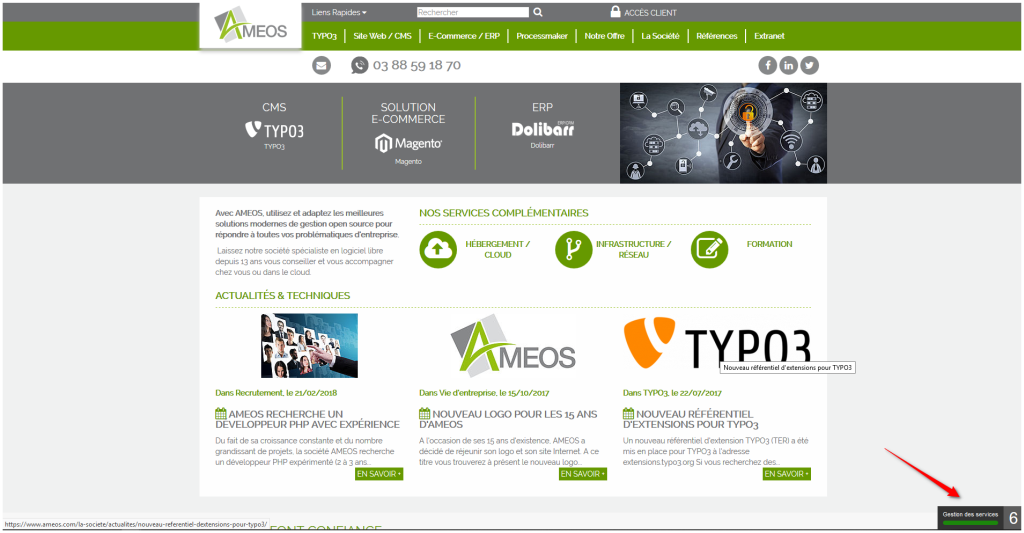 AMEOS
Liens Rapides
Rechercher...
ACCÈS CLIENT
TYPO3
Site Web / CMS
E-Commerce / ERP
Processmaker
Notre Offre
La Société
Références
Extranet
03 88 59 18 70
CMS
TYPO3
TYPO3
SOLUTION
E-COMMERCE
Magento
Magento
ERP
Dolibarr
ERP/CRM
Dolibarr
Avec AMEOS, utilisez et adaptez les meilleures
solutions modernes de gestion open source pour
répondre à toutes vos problématiques d'entreprise.
Laissez notre société spécialiste en logiciel libre
depuis 13 ans vous conseiller et vous accompagner
chez vous ou dans le cloud.
NOS SERVICES COMPLÉMENTAIRES
HÉBERGEMENT /
CLOUD
INFRASTRUCTURE /
RÉSEAU
FORMATION
ACTUALITÉS & TECHNIQUES
AMEOS
TYPO3
Nouveau référentiel d'extensions pour TYPO3
Dans Recrutement, le 21/02/2018
AMEOS RECHERCHE UN
DÉVELOPPEUR PHP AVEC EXPÉRIENCE
Du fait de sa croissance constante et du nombre
grandissant de projets, la société AMEOS recherche
un développeur PHP expérimenté (2 à 3 ans...
EN SAVOIR +
Dans Vie d'entreprise, le 15/10/2017
NOUVEAU LOGO POUR LES 15 ANS
D'AMEOS
A l'occasion de ses 15 ans d'existence, AMEOS a
décidé de réjeunir son logo et son site Internet. A ce
titre vous trouverez à présent le nouveau logo...
EN SAVOIR +
Dans TYPO3, le 22/07/2017
NOUVEAU RÉFÉRENTIEL
D'EXTENSIONS POUR TYPO3
Un nouveau référentiel d'extension TYPO3 (TER) a été
mis en place pour TYPO3 à l'adresse
extensions.typo3.org Si vous recherchez des...
EN SAVOIR +
https://www.ameos.com/la-societe/actualites/nouveau-referentiel-dextensions-pour-typo3/
FONT CONFIANCE
Gestion des services
6